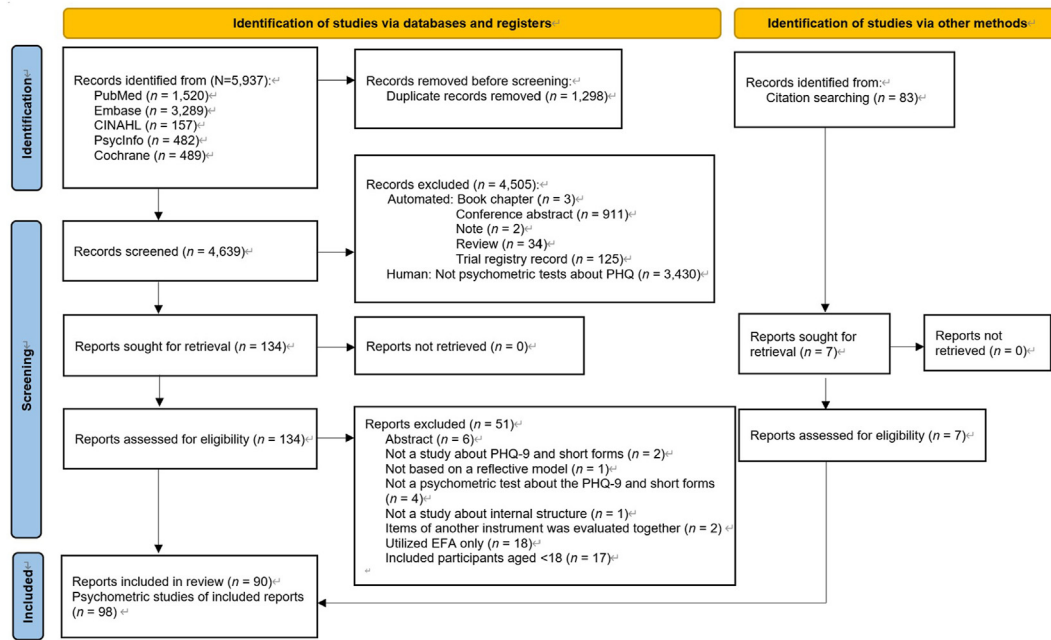 Identification of studies via databases and registers↵
Identification of studies via other methods↵
Identification↵
Records identified from (N=5,937):↵
PubMed (n = 1,520)↵
Embase (n = 3,289)↵
CINAHL (n = 157)↵
PsycInfo (n = 482)↵
Cochrane (n = 489)↵
Records removed before screening:↵
Duplicate records removed (n = 1,298)↵
Records identified from:↵
Citation searching (n = 83)↵
Screening↵
Records screened (n = 4,639)↵
Records excluded (n = 4,505):↵
Automated: Book chapter (n = 3)↵
Conference abstract (n = 911)↵
Note (n = 2)↵
Review (n = 34)↵
Trial registry record (n = 125)↵
Human: Not psychometric tests about PHQ (n = 3,430)↵
Reports sought for retrieval (n = 134)↵
Reports not retrieved (n = 0)↵
Reports sought for
retrieval (n = 7)↵
Reports not
retrieved (n = 0)↵
Reports assessed for eligibility (n = 134)↵
Reports excluded (n = 51)↵
Abstract (n = 6)↵
Not a study about PHQ-9 and short forms (n = 2)↵
Not based on a reflective model (n = 1)↵
Not a psychometric test about the PHQ-9 and short forms
(n = 4)↵
Not a study about internal structure (n = 1)↵
Items of another instrument was evaluated together (n = 2)↵
Utilized EFA only (n = 18)↵
Included participants aged <18 (n = 17)↵
↵
Reports assessed for eligibility (n = 7)↵
Included↵
Reports included in review (n = 90)↵
Psychometric studies of included reports
(n = 98)↵